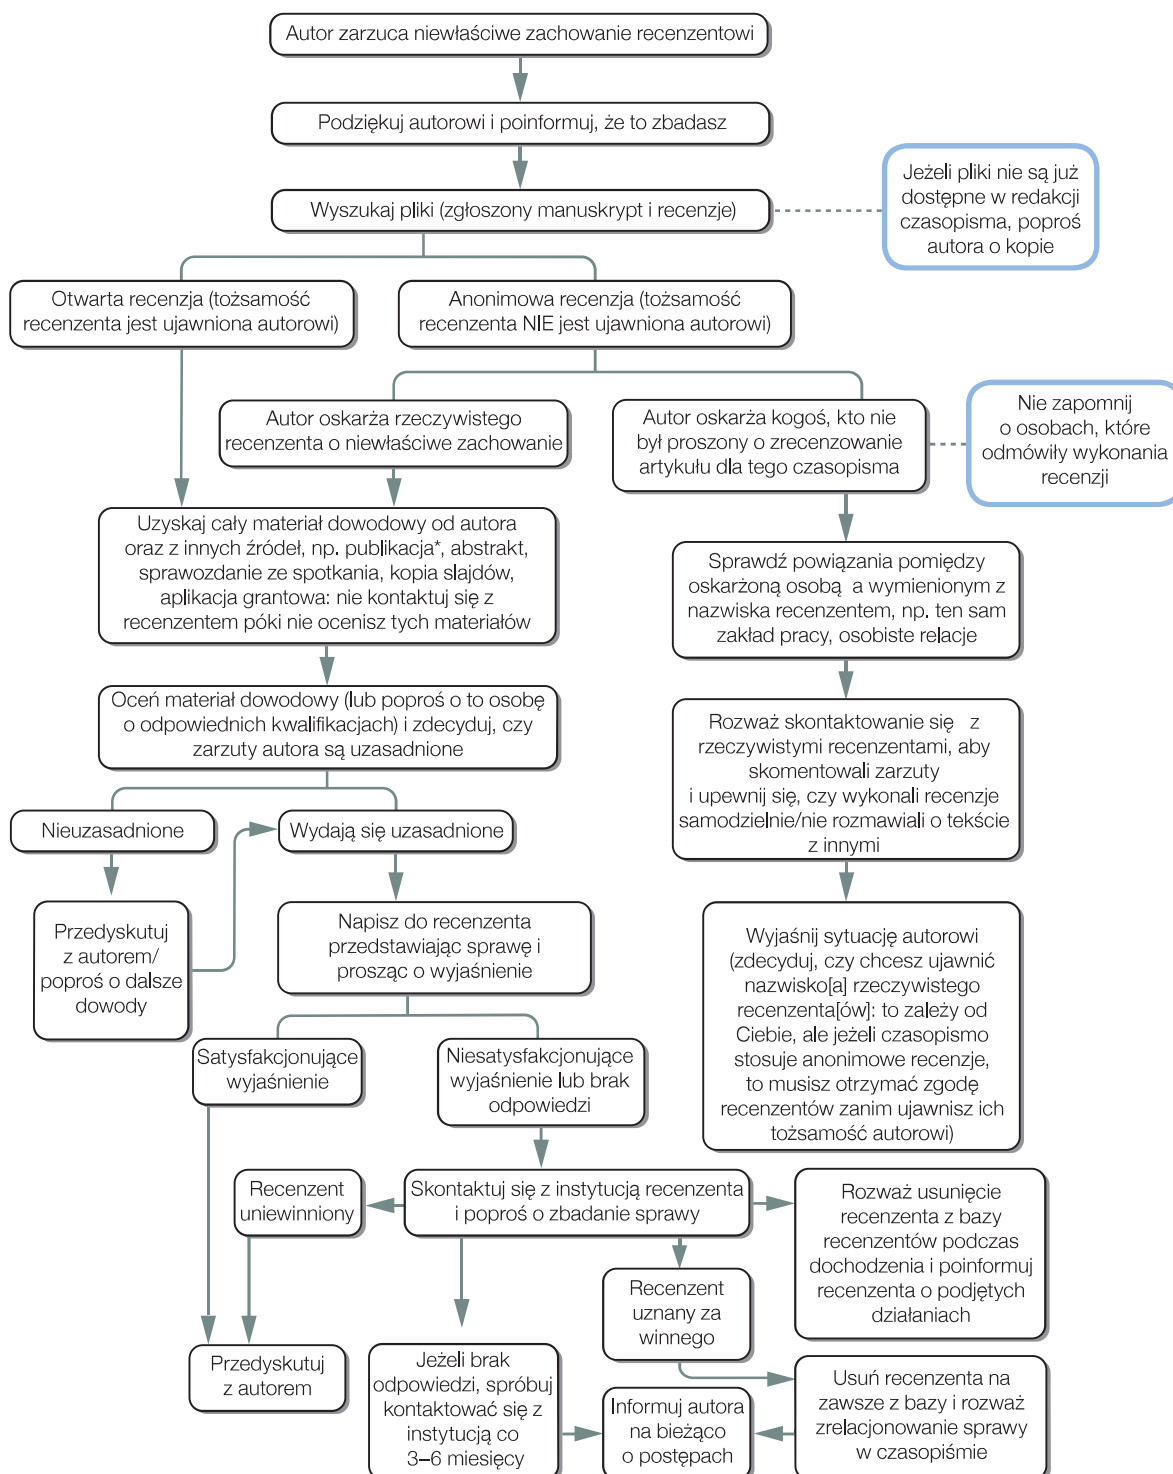 Autor zarzuca niewłaściwe zachowanie recenzentowi
Podziękuj autorowi i poinformuj, że to zbadasz
Wyszukaj pliki (zgłoszony manuskrypt i recenzje)
Jeżeli pliki nie są już
dostępne w redakcji
czasopisma, poproś
autora o kopie
Otwarta recenzja (tożsamość
recenzenta jest ujawniona autorowi)
Anonimowa recenzja (tożsamość
recenzenta NIE jest ujawniona autorowi)
Autor oskarża rzeczywistego
recenzenta o niewłaściwe zachowanie
Autor oskarża kogoś, kto nie
był proszony o zrecenzowanie
artykułu dla tego czasopisma
Nie zapomnij
o osobach, które
odmówiły wykonania
recenzji
Uzyskaj cały materiał dowodowy od autora
oraz z innych źródeł, np. publikacja*, abstrakt,
sprawozdanie ze spotkania, kopia slajdów,
aplikacja grantowa: nie kontaktuj się z
recenzentem póki nie ocenisz tych materiałów
Sprawdź powiązania pomiędzy
oskarżoną osobą a wymienionym z
nazwiska recenzentem, np. ten sam
zakład pracy, osobiste relacje
Oceń materiał dowodowy (lub poproś o to osobę
o odpowiednich kwalifikacjach) i zdecyduj, czy
zarzuty autora są uzasadnione
Rozważ skontaktowanie się z
rzeczywistymi recenzentami, aby
skomentowali zarzuty
i upewnij się, czy wykonali recenzje
samodzielnie/nie rozmawiali o tekście
z innymi
Nieuzasadnione
Wydają się uzasadnione
Przedyskutuj
z autorem/
poproś o dalsze
dowody
Napisz do recenzenta
przedstawiając sprawę i
prosząc o wyjaśnienie
Wyjaśnij sytuację autorowi
(zdecyduj, czy chcesz ujawnić
nazwisko[a] rzeczywistego
recenzenta[ów]: to zależy od
Ciebie, ale jeżeli czasopismo
stosuje anonimowe recenzje,
to musisz otrzymać zgodę
recenzentów zanim ujawnisz ich
tożsamość autorowi)
Satysfakcjonujące
wyjaśnienie
Niesatysfakcjonujące
wyjaśnienie lub brak
odpowiedzi
Recenzent
uniewinniony
Skontaktuj się z instytucją recenzenta
i poproś o zbadanie sprawy
Rozważ usunięcie
recenzenta z bazy
recenzentów podczas
dochodzenia i poinformuj
recenzenta o podjętych
działaniach
Recenzent
uznany za
winnego
Przedyskutuj
z autorem
Jeżeli brak
odpowiedzi, spróbuj
kontaktować się z
instytucją co
3–6 miesięcy
Informuj autora
na bieżąco
o postępach
Usuń recenzenta na
zawsze z bazy i rozważ
zrelacjonowanie sprawy
w czasopiśmie